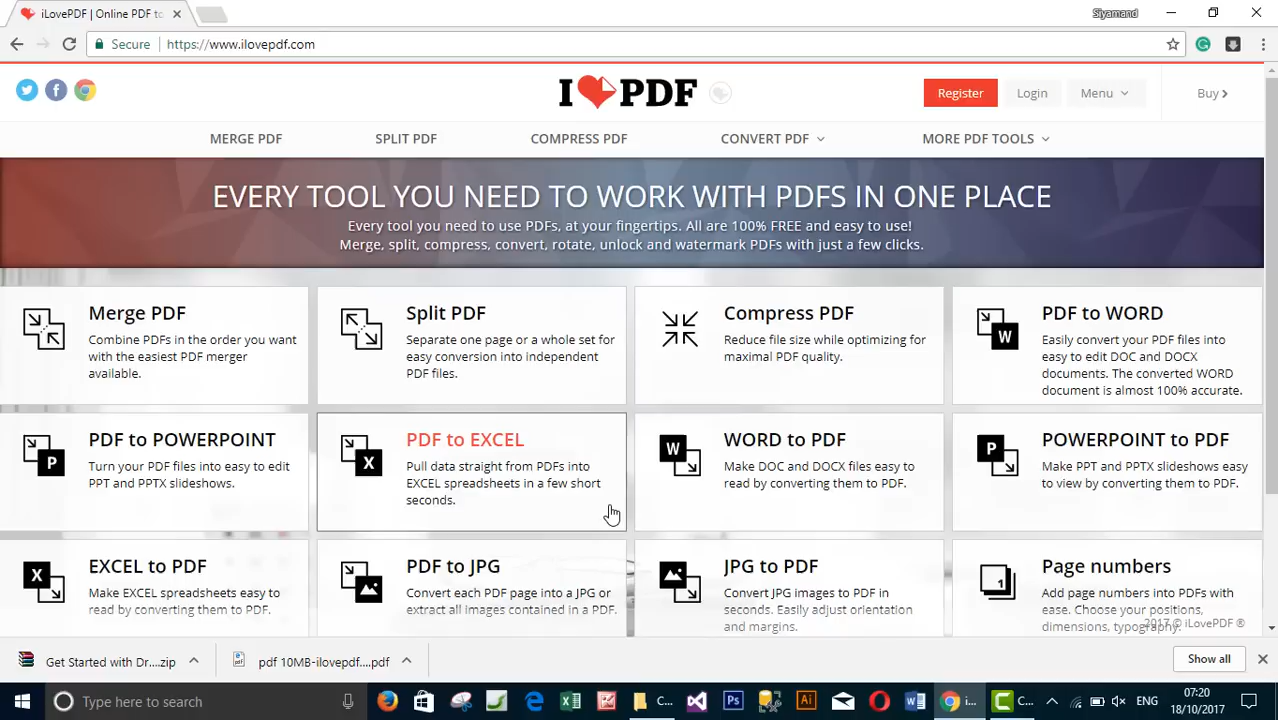 iLovePDF | Online PDF to
Siyamand
Secure https://www.ilovepdf.com
I PDF
Register Login Menu Buy
MERGE PDF SPLIT PDF COMPRESS PDF CONVERT PDF MORE PDF TOOLS
EVERY TOOL YOU NEED TO WORK WITH PDFS IN ONE PLACE
Every tool you need to use PDFs, at your fingertips. All are 100% FREE and easy to use!
Merge, split, compress, convert, rotate, unlock and watermark PDFs with just a few clicks.
Merge PDF
Combine PDFs in the order you want
with the easiest PDF merger
available.
Split PDF
Separate one page or a whole set for
easy conversion into independent
PDF files.
Compress PDF
Reduce file size while optimizing for
maximal PDF quality.
W
PDF to WORD
Easily convert your PDF files into
easy to edit DOC and DOCX
documents. The converted WORD
document is almost 100% accurate.
P
PDF to POWERPOINT
Turn your PDF files into easy to edit
PPT and PPTX slideshows.
X
PDF to EXCEL
Pull data straight from PDFs into
EXCEL spreadsheets in a few short
seconds.
W
WORD to PDF
Make DOC and DOCX files easy to
read by converting them to PDF.
P
POWERPOINT to PDF
Make PPT and PPTX slideshows easy
to view by converting them to PDF.
X
EXCEL to PDF
Make EXCEL spreadsheets easy to
read by converting them to PDF.
PDF to JPG
Convert each PDF page into a JPG or
extract all images contained in a PDF.
JPG to PDF
Convert JPG images to PDF in
seconds. Easily adjust orientation
and margins.
1
Page numbers
Add page numbers into PDFs with
ease. Choose your positions,
dimensions, typography.
2017 © iLovePDF ®
Get Started with Dr....zip
pdf 10MB-ilovepdf....pdf
Show all
Type here to search
C...
Ps
Ai
i...
C...
ENG
07:20
18/10/2017